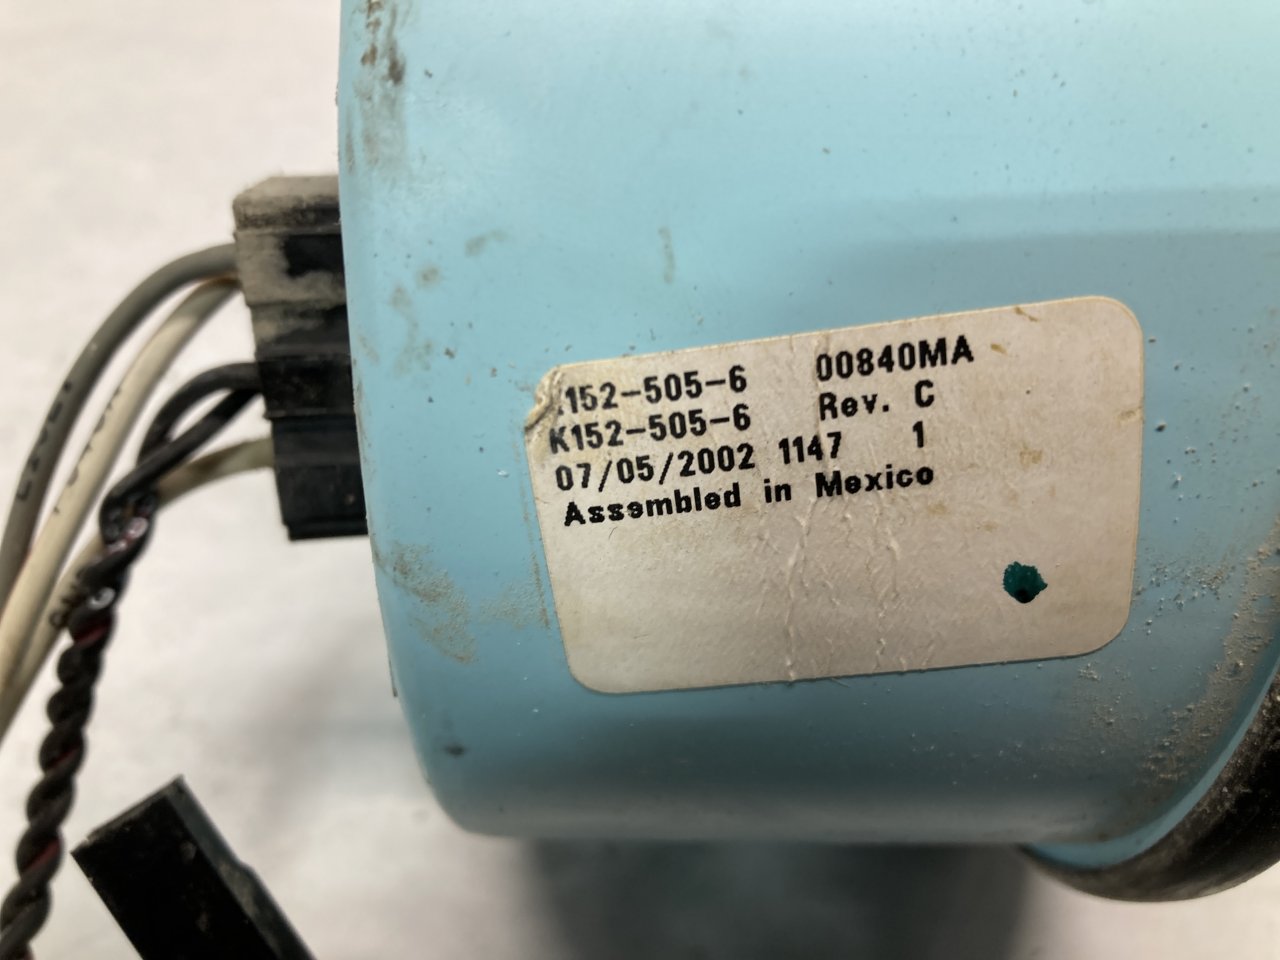 152-505-6 00840MA
K152-505-6 Rev. C
07/05/2002 1147 1
Assembled in Mexico